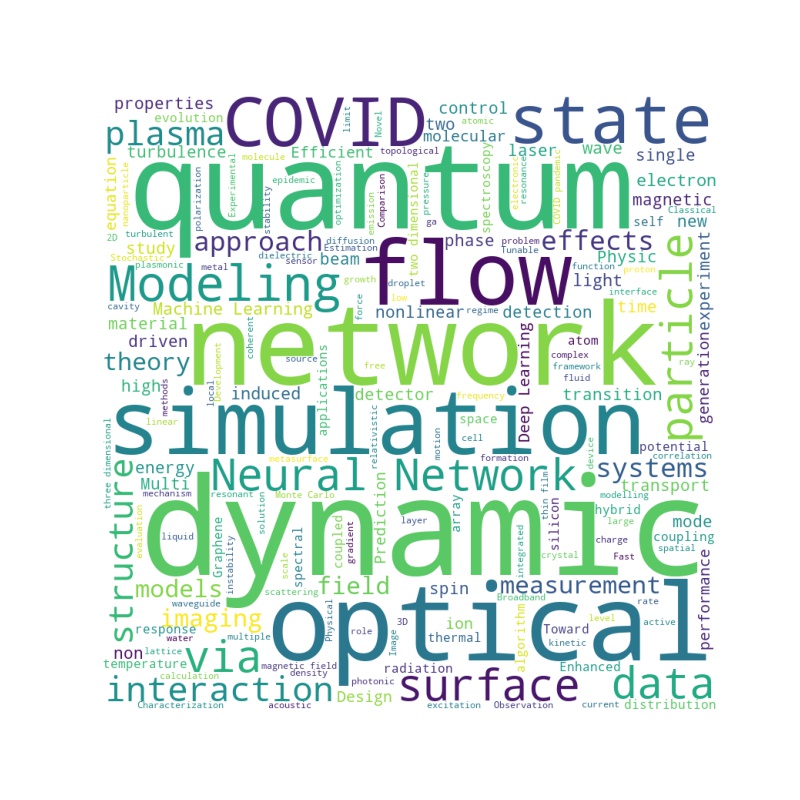 properties
COVID
control
state
evolution
limit
Novel
atomic
plasma
two
molecular
turbulence
Efficient
topological
laser
wave
single
equation
nanoparticle
molecule
quantum
polarization
Experimental
epidemic
stability
optimization
emission
Comparison
pressure
two dimensional
spectroscopy
electronic
resonance
COVID pandemic
electron
magnetic
Classical
2D
turbulent
approach
diffusion
ga
phase
problem
effects
self
new
study
Estimation
Tunable
Stochastic
dielectric
beam
flow
Physic
plasmonic
metal
sensor
function
proton
particle
experiment
generation
Modeling
growth
droplet
light
interface
cavity
force
low
Machine Learning
nonlinear
regime
detection
time
material
coherent
network
driven
source
Deep Learning
atom
complex
ray
theory
Development
free
framework
fluid
high
local
methods
induced
applications
detector
frequency
transition
linear
relativistic
space
simulation
three dimensional
motion
cell
device
potential
metasurface
formation
correlation
energy
Neural Network
systems
structure
Multi
transport
mechanism
resonant
Monte Carlo
thin film
modelling
Prediction
array
silicon
hybrid
large
evaluation
Graphene
solution
coupled
layer
mode
liquid
spectral
gradient
integrated
crystal
charge
Fast
coupling
instability
dynamic
spatial
scale
scattering
models
field
spin
measurement
performance
waveguide
Broadband
rate
imaging
Physical
3D
ion
algorithm
level
active
response
multiple
role
Image
optical
Toward
water
thermal
kinetic
non
lattice
via
temperature
magnetic field
radiation
Enhanced
calculation
density
interaction
photonic
surface
data
Design
Characterization
acoustic
excitation
Observation
current
distribution